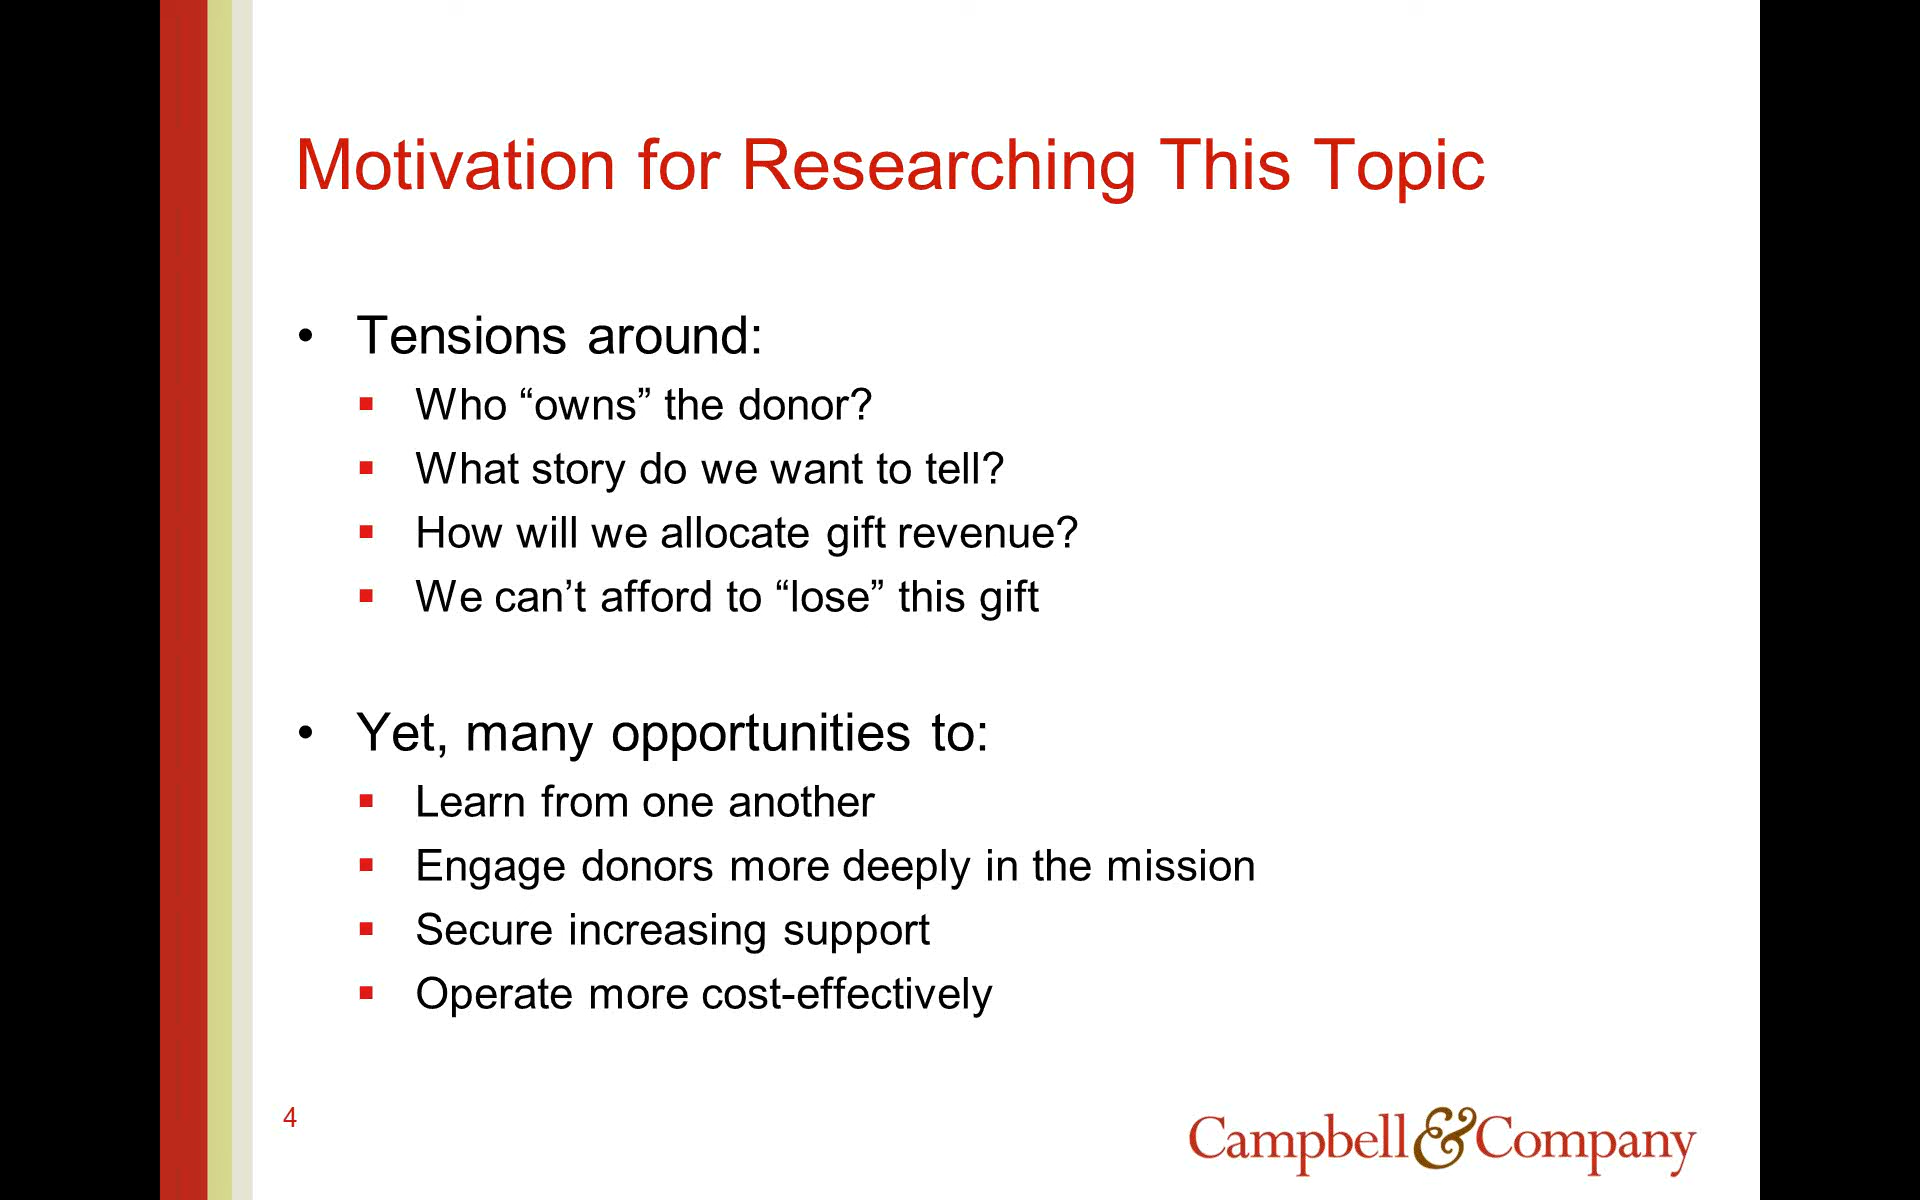 Motivation for Researching This Topic
• Tensions around:
▪ Who “owns” the donor?
▪ What story do we want to tell?
▪ How will we allocate gift revenue?
▪ We can’t afford to “lose” this gift
• Yet, many opportunities to:
▪ Learn from one another
▪ Engage donors more deeply in the mission
▪ Secure increasing support
▪ Operate more cost-effectively
4
Campbell&Company